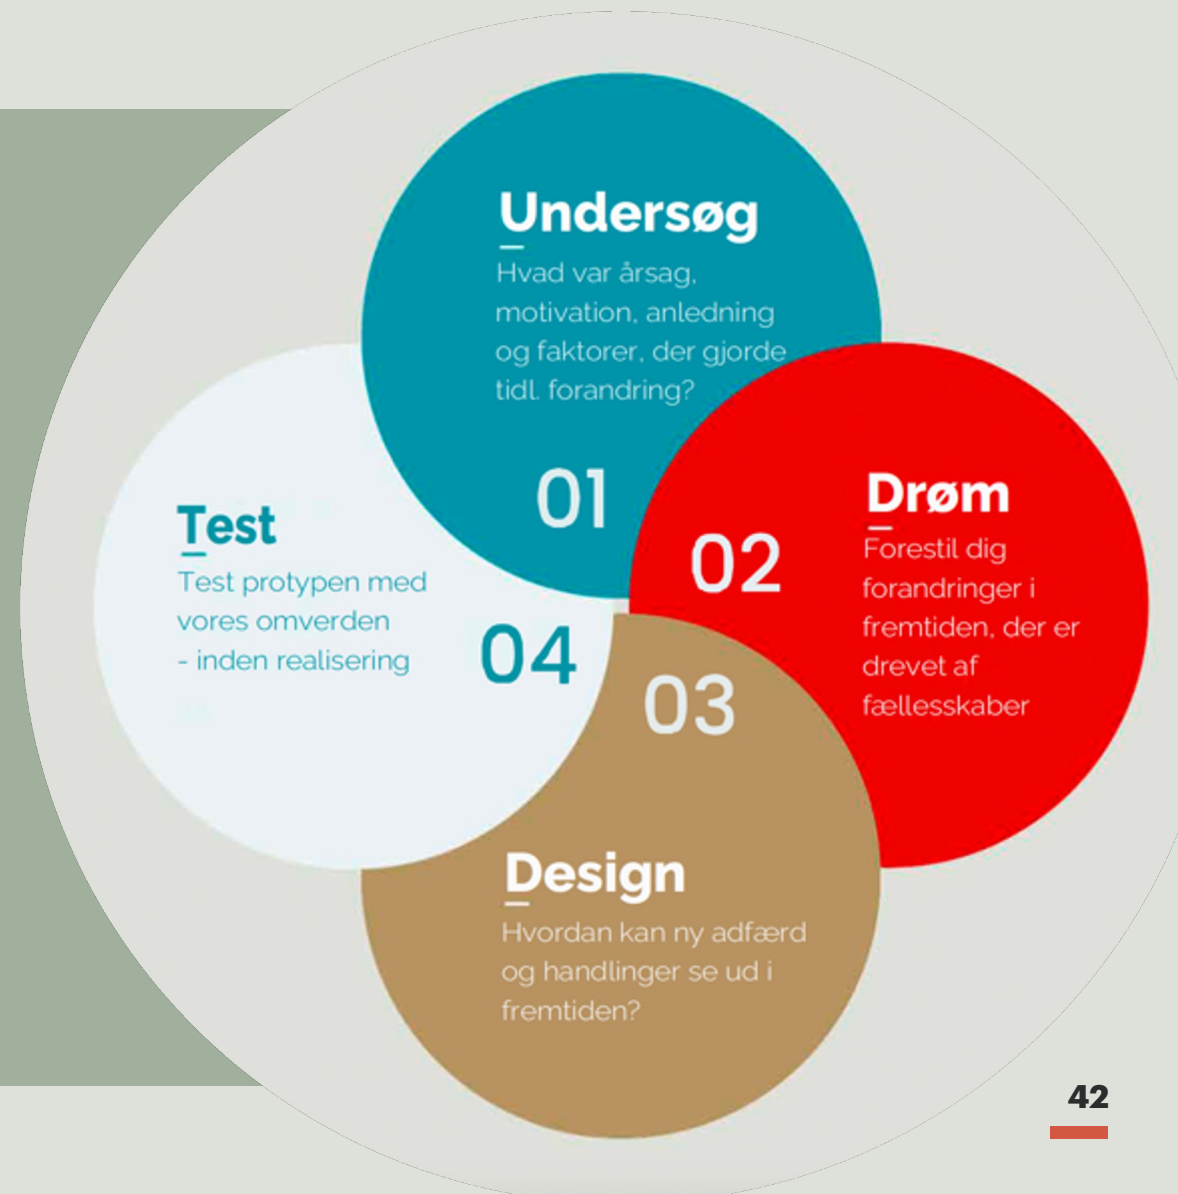 Undersøg
Hvad var årsag,
motivation, anledning
og faktorer, der gjorde
tidl. forandring?
01
Drøm
Forestil dig
forandringer i
fremtiden, der er
drevet af
fællesskaber
02
Design
Hvordan kan ny adfærd
og handlinger se ud i
fremtiden?
03
Test
Test protypen med
vores omverden
- inden realisering
04
42